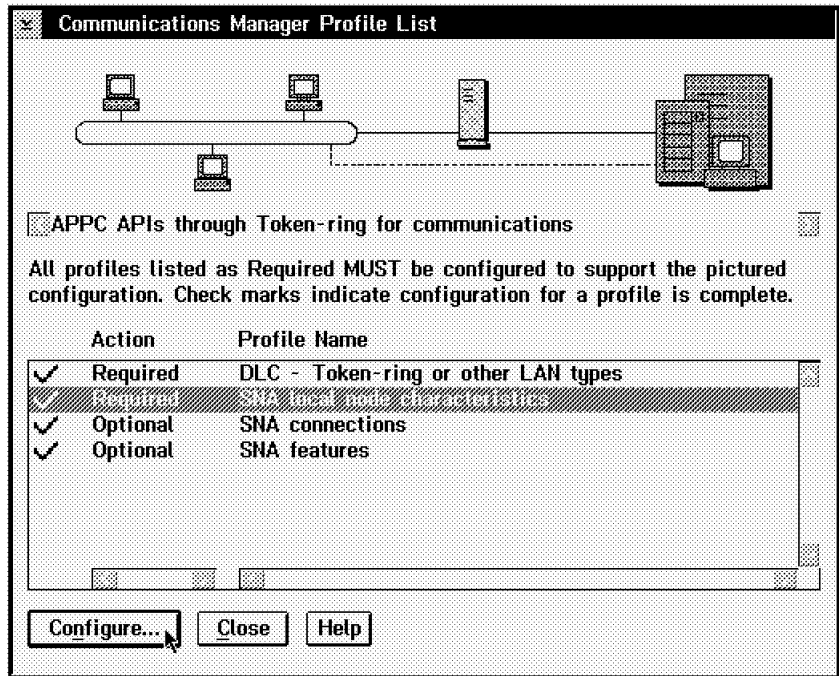 Communications Manager Profile List
APPC APIs through Token-ring for communications
All profiles listed as Required MUST be configured to support the pictured
configuration. Check marks indicate configuration for a profile is complete.
Action Profile Name
Required DLC - Token-ring or other LAN types
Required SNA local node characteristics
Optional SNA connections
Optional SNA features
Configure... Close Help